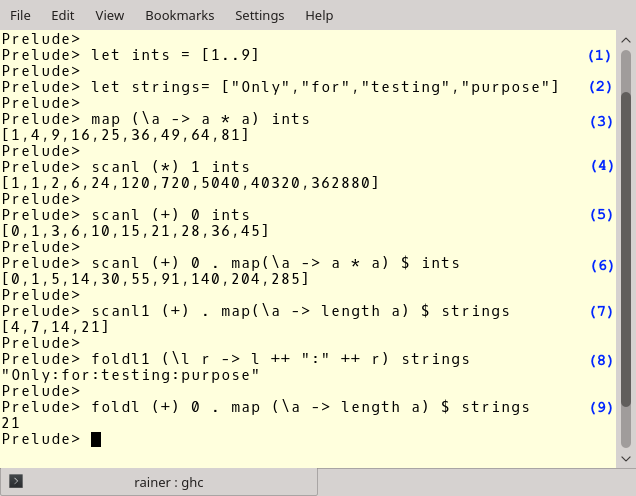 File Edit View Bookmarks Settings Help
Prelude>
Prelude> let ints = [1..9] (1)
Prelude>
Prelude> let strings= ["Only","for","testing","purpose"] (2)
Prelude>
Prelude> map (\a -> a * a) ints (3)
[1,4,9,16,25,36,49,64,81]
Prelude>
Prelude> scanl (*) 1 ints (4)
[1,1,2,6,24,120,720,5040,40320,362880]
Prelude>
Prelude> scanl (+) 0 ints (5)
[0,1,3,6,10,15,21,28,36,45]
Prelude>
Prelude> scanl (+) 0 . map(\a -> a * a) $ ints (6)
[0,1,5,14,30,55,91,140,204,285]
Prelude>
Prelude> scanl1 (+) . map(\a -> length a) $ strings (7)
[4,7,14,21]
Prelude>
Prelude> foldl1 (\l r -> l ++ ":" ++ r) strings (8)
"Only:for:testing:purpose"
Prelude>
Prelude> foldl (+) 0 . map (\a -> length a) $ strings (9)
21
Prelude>
rainer : ghc